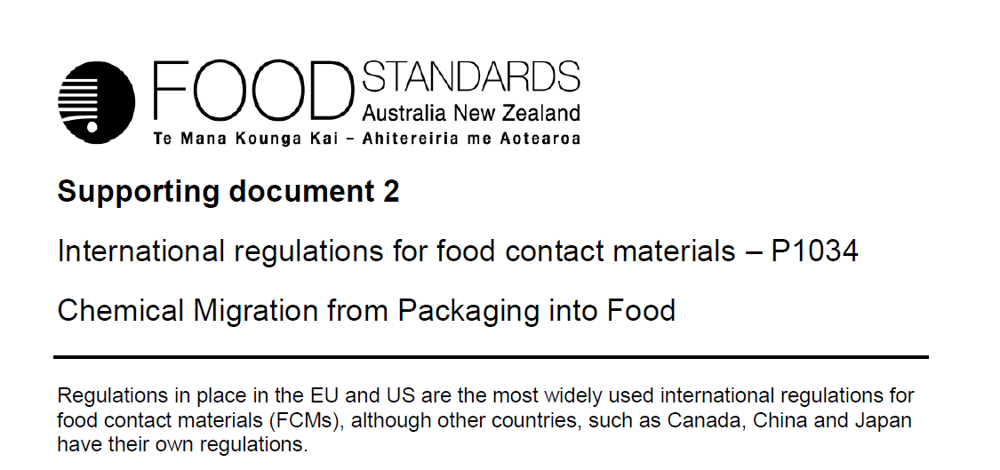 FOOD STANDARDS
Australia New Zealand
Te Mana Kounga Kai – Ahitereiria me Aotearoa
Supporting document 2
International regulations for food contact materials – P1034
Chemical Migration from Packaging into Food
Regulations in place in the EU and US are the most widely used international regulations for
food contact materials (FCMs), although other countries, such as Canada, China and Japan
have their own regulations.